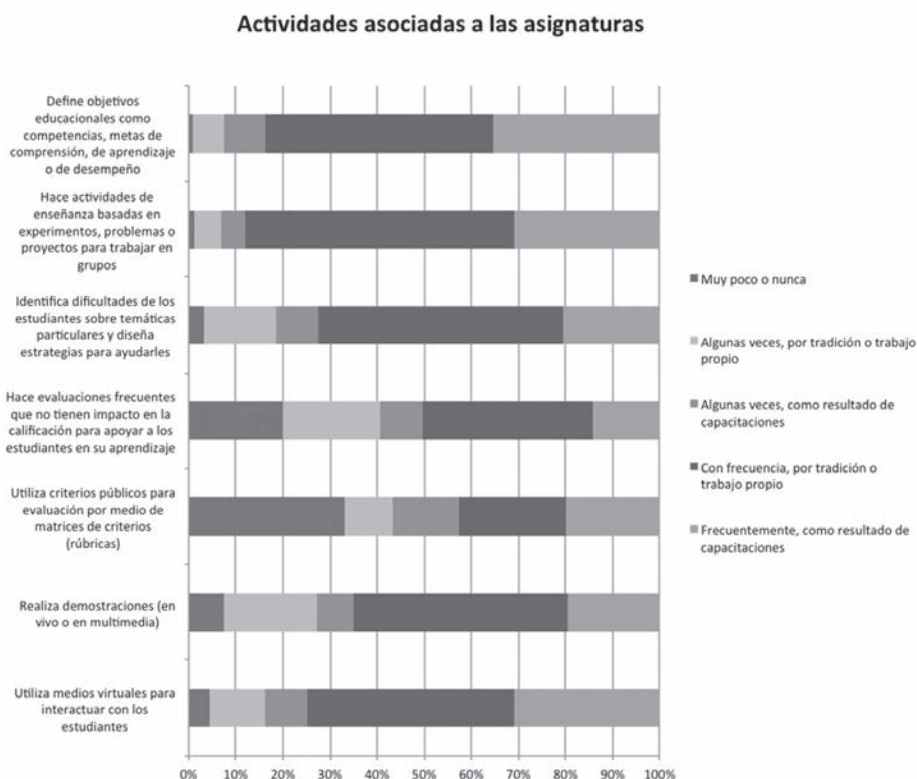 Actividades asociadas a las asignaturas
Define objetivos
educacionales como
competencias, metas de
comprensión, de aprendizaje
o de desempeño
Hace actividades de
enseñanza basadas en
experimentos, problemas o
proyectos para trabajar en
grupos
Identifica dificultades de los
estudiantes sobre temáticas
particulares y diseña
estrategias para ayudarles
Hace evaluaciones frecuentes
que no tienen impacto en la
calificación para apoyar a los
estudiantes en su aprendizaje
Utiliza criterios públicos para
evaluación por medio de
matrices de criterios
(rúbricas)
Realiza demostraciones (en
vivo o en multimedia)
Utiliza medios virtuales para
interactuar con los
estudiantes
0% 10% 20% 30% 40% 50% 60% 70% 80% 90% 100%
Muy poco o nunca
Algunas veces, por tradición o trabajo
propio
Algunas veces, como resultado de
capacitaciones
Con frecuencia, por tradición o
trabajo propio
Frecuentemente, como resultado de
capacitaciones